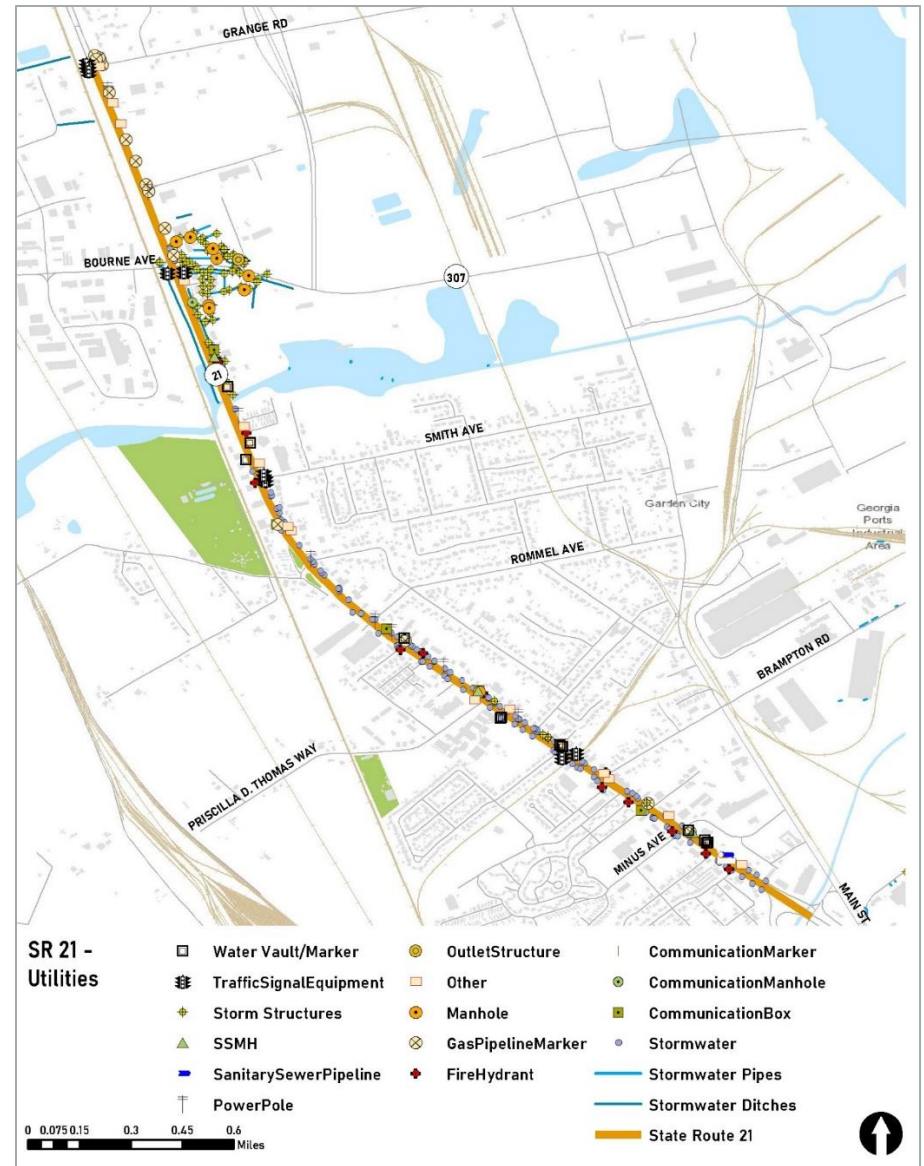 GRANGE RD
BOURNE AVE
307
21
SMITH AVE
Garden City
Georgia
Ports
Industrial
Area
ROMMEL AVE
BRAMPTON RD
PRISCILLA D. THOMAS WAY
MINUS AVE
MAIN ST
SR 21 -
Utilities
Water Vault/Marker
TrafficSignalEquipment
Storm Structures
SSMH
SanitarySewerPipeline
PowerPole
OutletStructure
Other
Manhole
GasPipelineMarker
FireHydrant
CommunicationMarker
CommunicationManhole
CommunicationBox
Stormwater
Stormwater Pipes
Stormwater Ditches
State Route 21
0 0.075 0.15 0.3 0.45 0.6
Miles